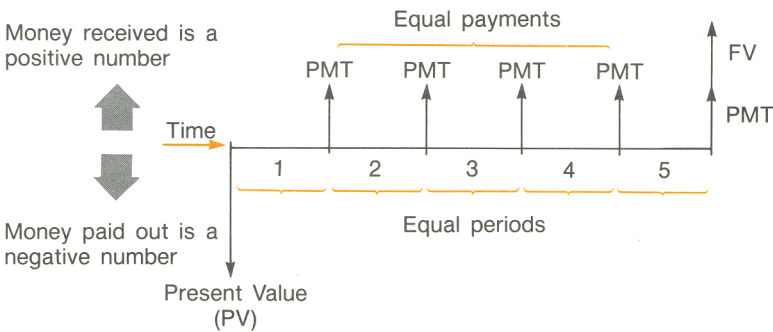 Money received is a
positive number
Equal payments
PMT PMT PMT PMT
FV
PMT
Time
1 2 3 4 5
Equal periods
Money paid out is a
negative number
Present Value
(PV)